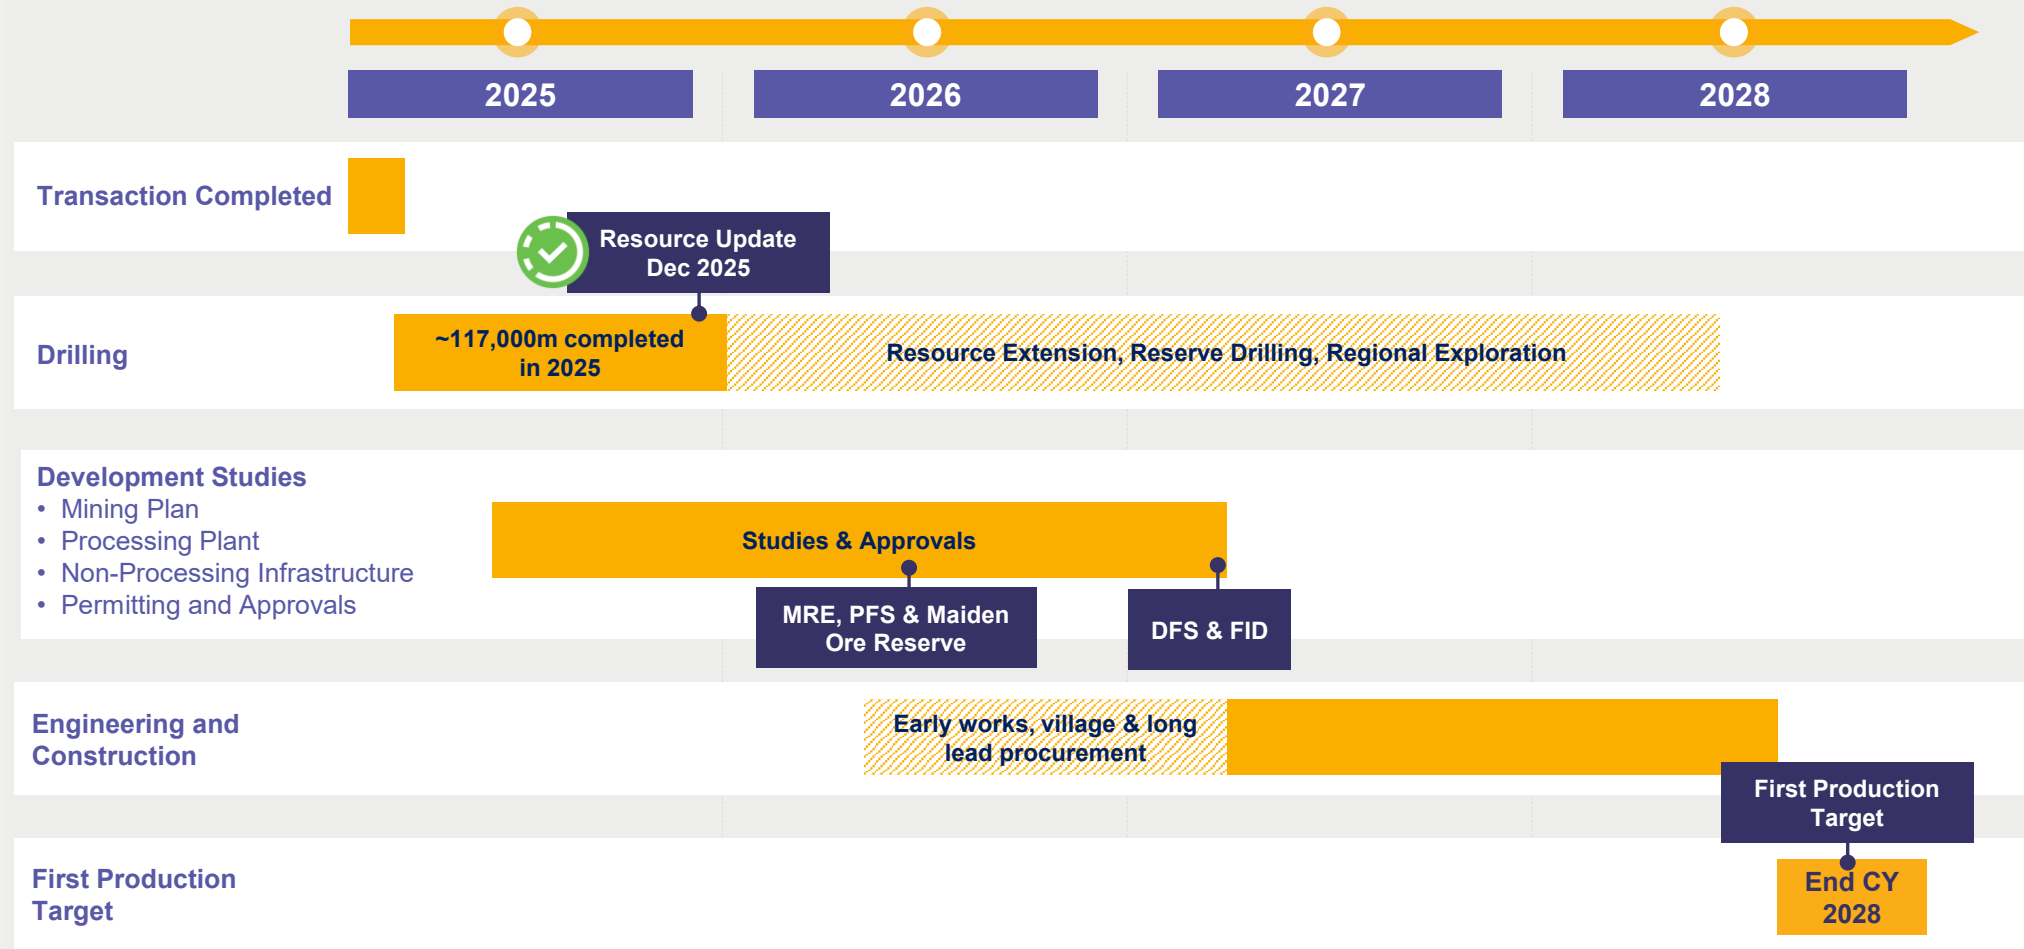 2025
2026
2027
2028
Transaction Completed
Resource Update
Dec 2025
Drilling
~117,000m completed
in 2025
Resource Extension, Reserve Drilling, Regional Exploration
Development Studies
• Mining Plan
• Processing Plant
• Non-Processing Infrastructure
• Permitting and Approvals
Studies & Approvals
MRE, PFS & Maiden
Ore Reserve
DFS & FID
Engineering and
Construction
Early works, village & long
lead procurement
First Production
Target
First Production
Target
End CY
2028